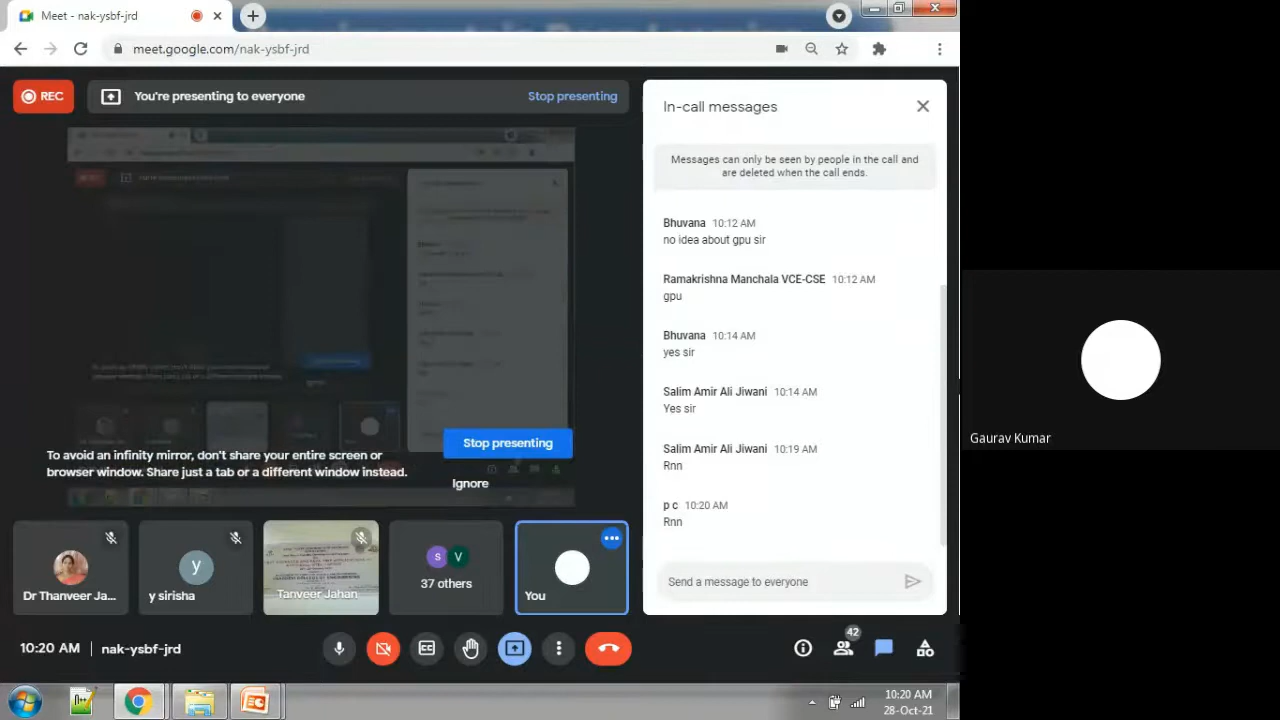 Meet - nak-ysbf-jrd
meet.google.com/nak-ysbf-jrd
REC
You're presenting to everyone
Stop presenting
In-call messages
Messages can only be seen by people in the call and
are deleted when the call ends.
Bhuvana 10:12 AM
no idea about gpu sir
Ramakrishna Manchala VCE-CSE 10:12 AM
gpu
Bhuvana 10:14 AM
yes sir
Salim Amir Ali Jiwani 10:14 AM
Yes sir
Salim Amir Ali Jiwani 10:19 AM
Rnn
p c 10:20 AM
Rnn
Send a message to everyone
To avoid an infinity mirror, don't share your entire screen or
browser window. Share just a tab or a different window instead.
Stop presenting
Ignore
Dr Thanveer Ja...
y
y sirisha
Tanveer Jahan
s V
37 others
You
10:20 AM | nak-ysbf-jrd
CC
42
Gaurav Kumar
10:20 AM
28-Oct-21